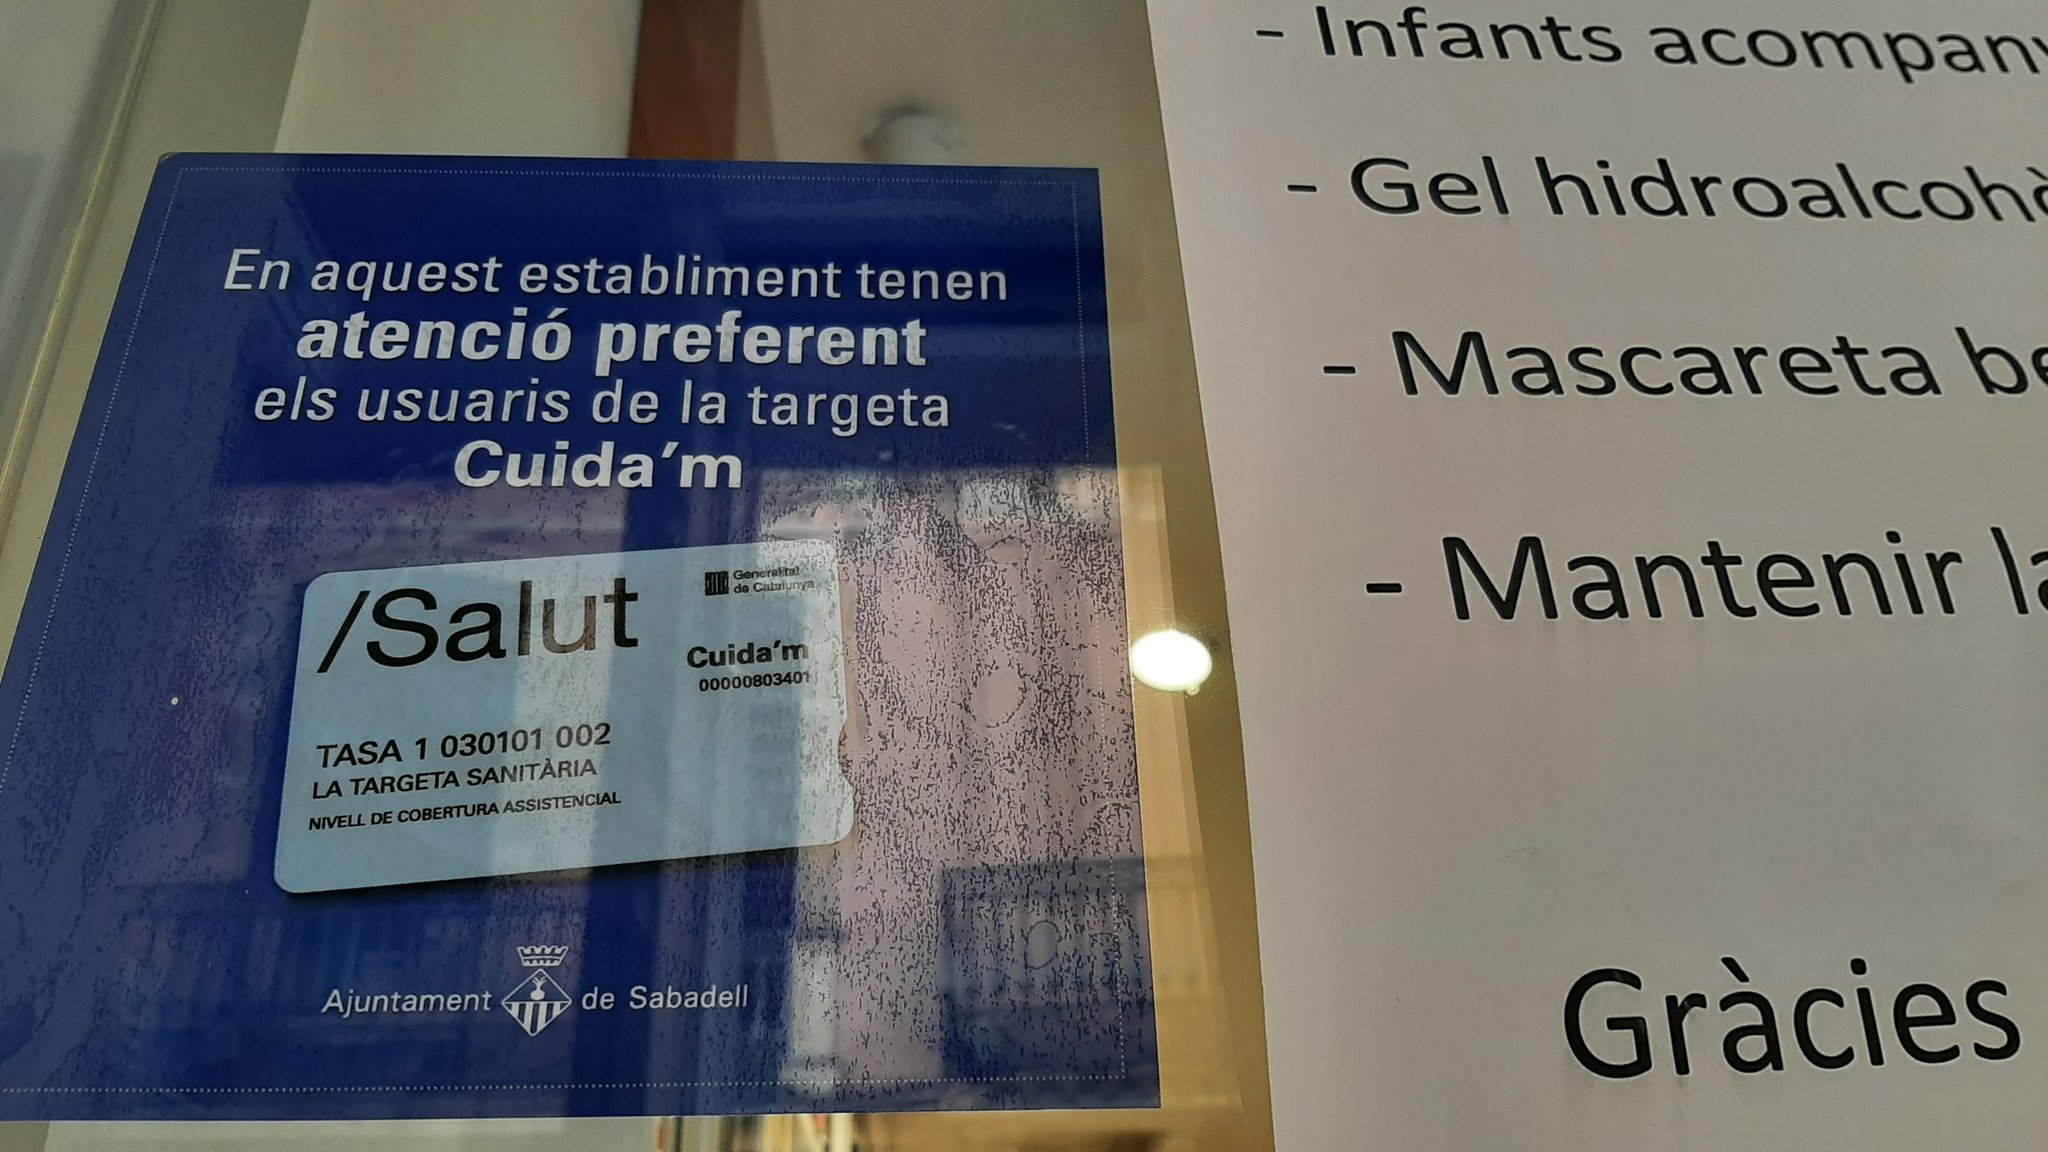 En aquest establiment tenen
atenció preferent
els usuaris de la targeta
Cuida'm
/Salut
Generalitat
de Catalunya
Cuida'm
00000803401
TASA 1 030101 002
LA TARGETA SANITÀRIA
NIVELL DE COBERTURA ASSISTENCIAL
Ajuntament de Sabadell
- Infants acompany
- Gel hidroalcohò
- Mascareta be
- Mantenir la
Gràcies